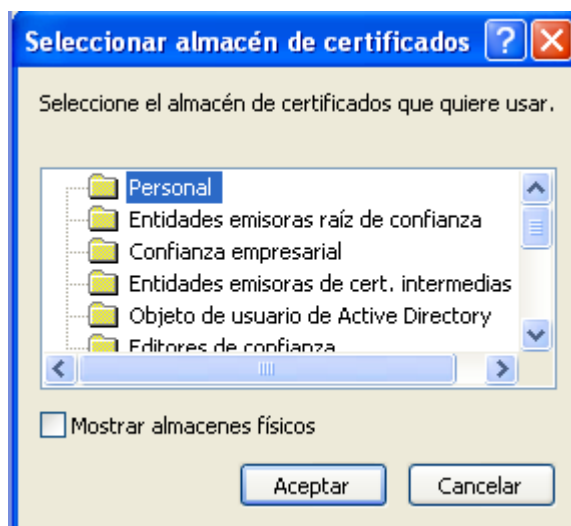 Seleccionar almacén de certificados
Seleccione el almacén de certificados que quiere usar.
Personal
Entidades emisoras raíz de confianza
Confianza empresarial
Entidades emisoras de cert. intermedias
Objeto de usuario de Active Directory
Editores de confianza
Mostrar almacenes físicos
Aceptar
Cancelar